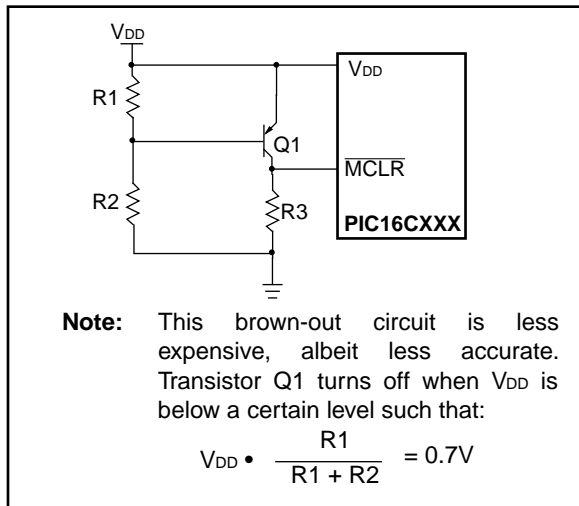 VDD
VDD
R1
Q1
MCLR
R2
R3
PIC16CXXX
Note: This brown-out circuit is less
expensive, albeit less accurate.
Transistor Q1 turns off when VDD is
below a certain level such that:
VDD • R1 / R1 + R2 = 0.7V